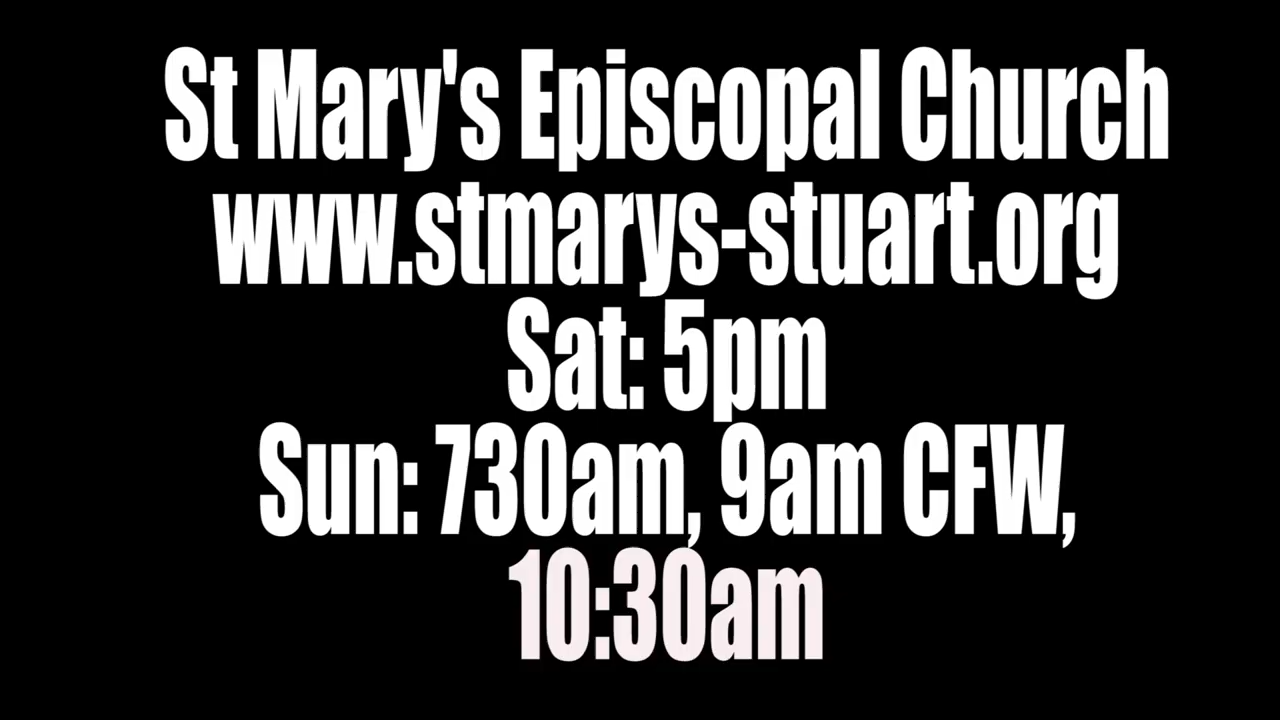 St Mary's Episcopal Church
www.stmarys-stuart.org
Sat: 5pm
Sun: 730am, 9am CFW,
10:30am